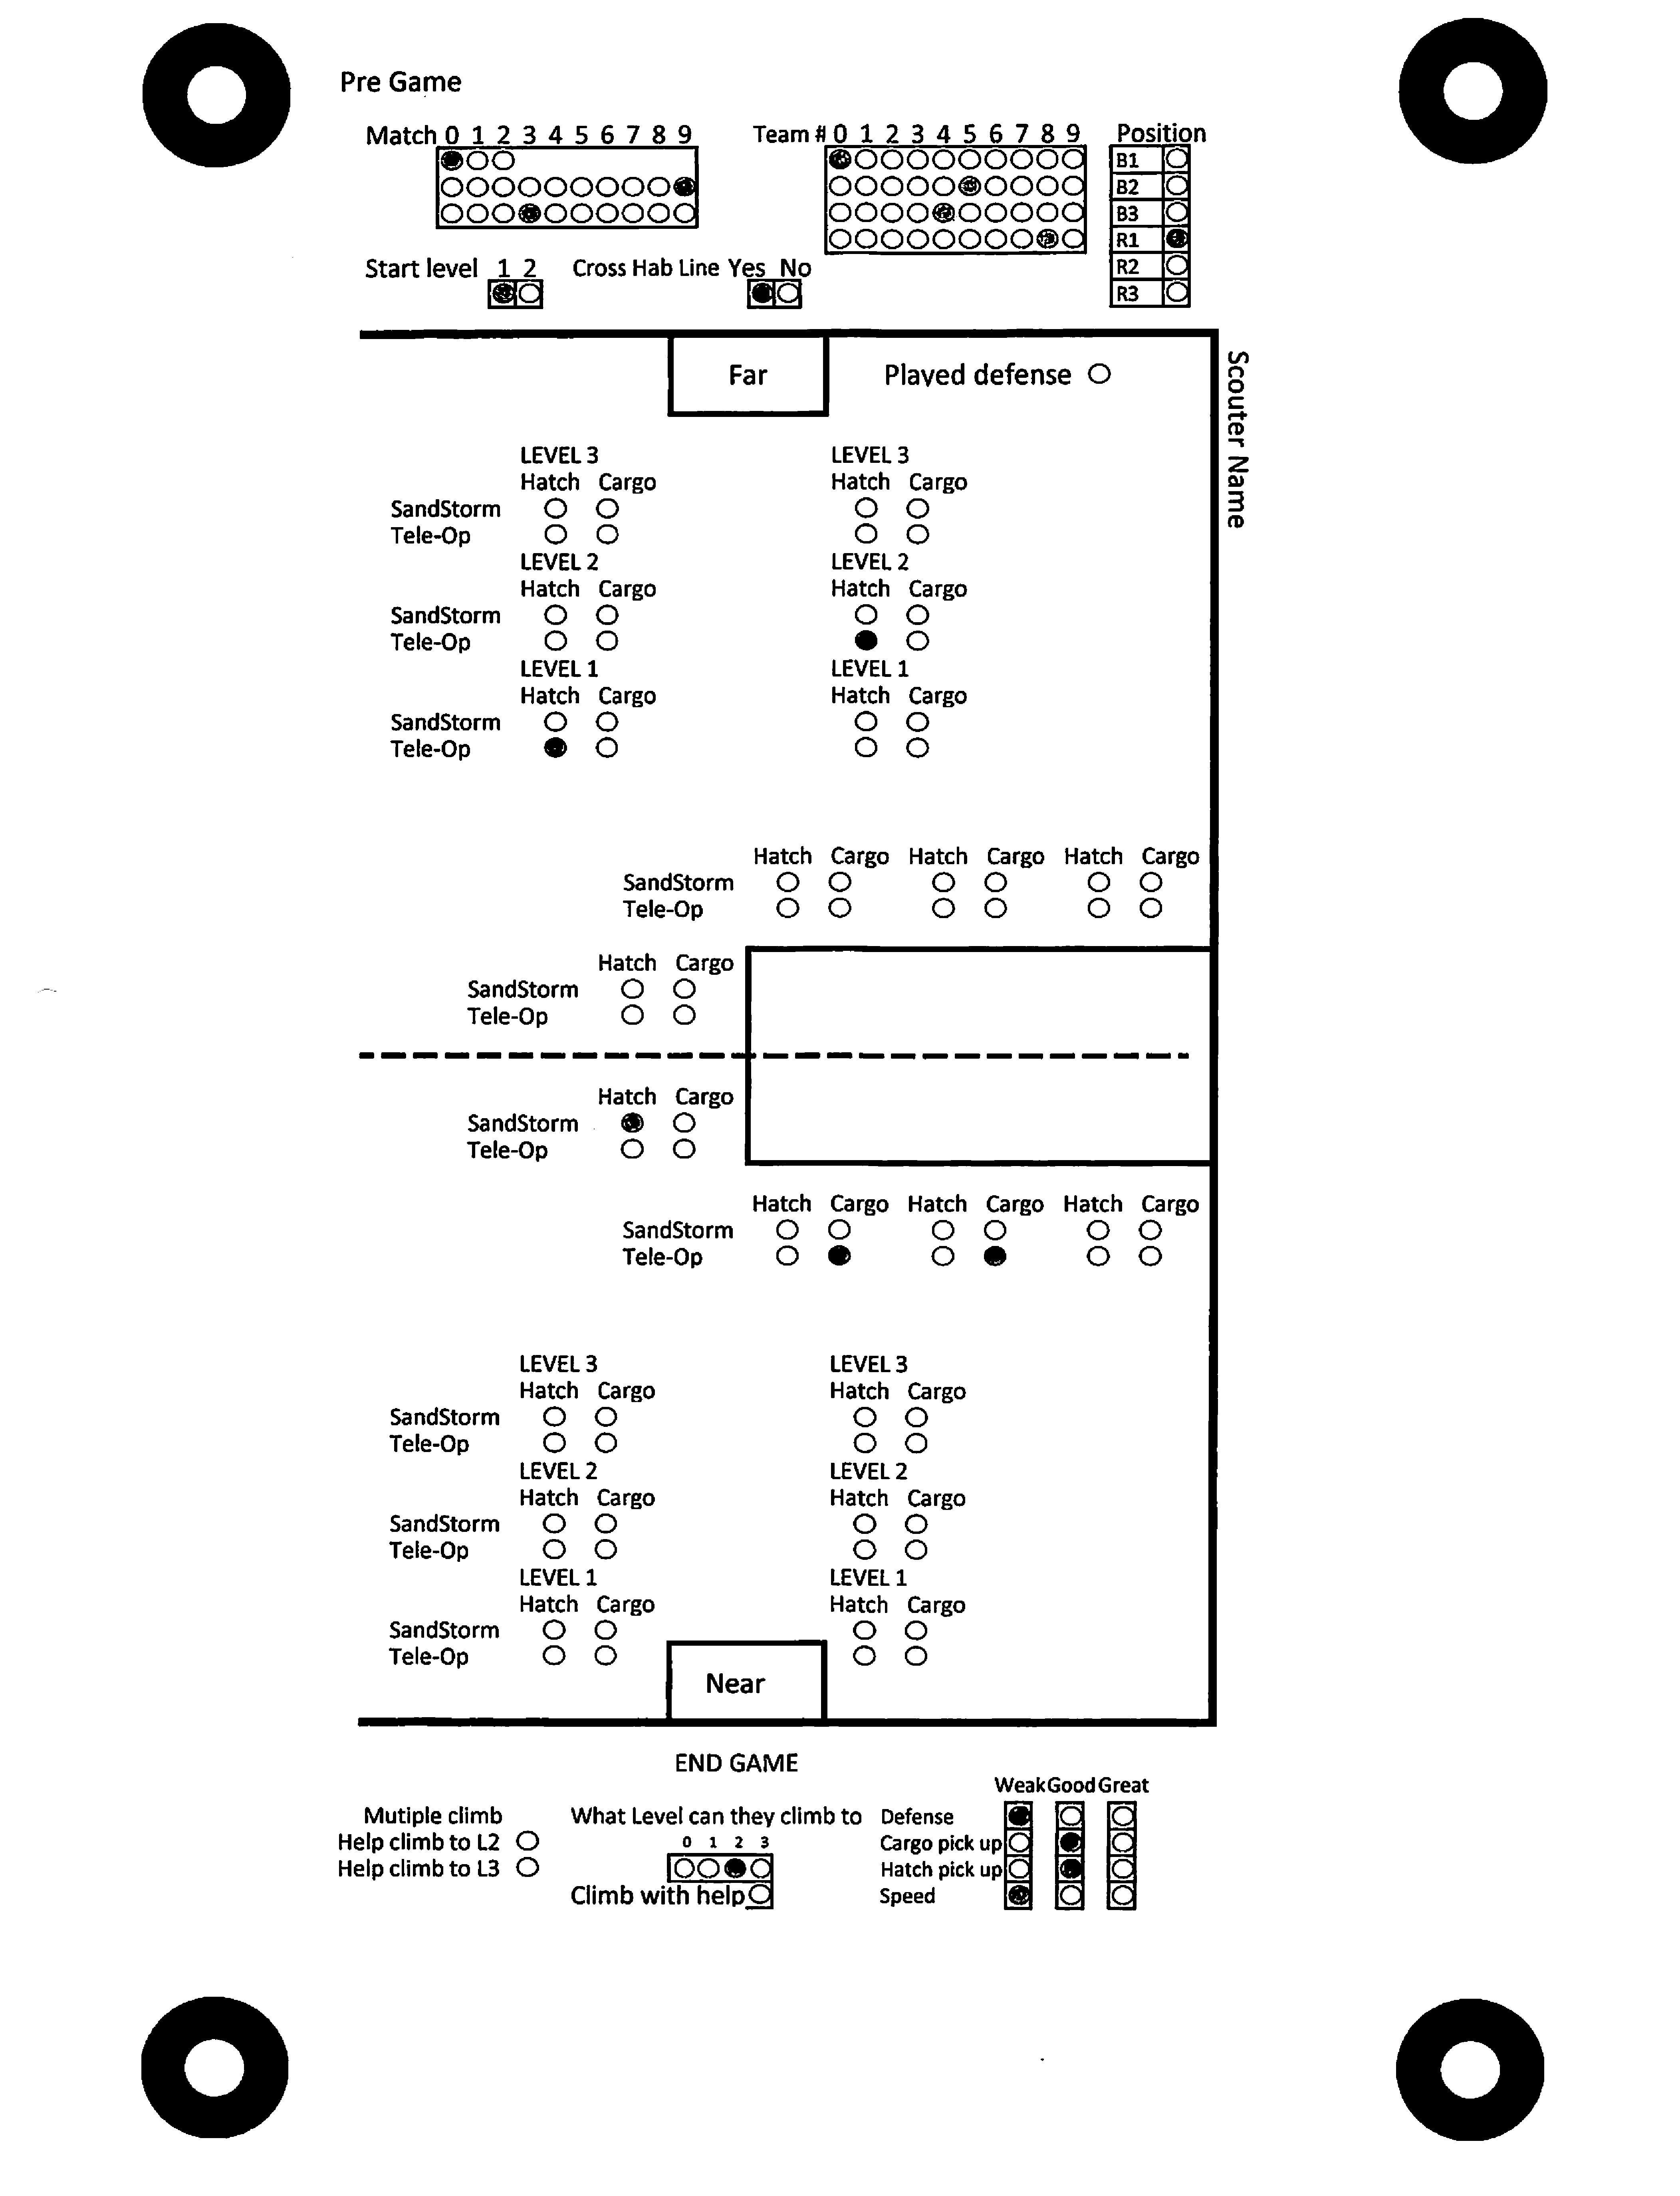 Pre Game
Match 0 1 2 3 4 5 6 7 8 9
Team # 0 1 2 3 4 5 6 7 8 9
Position
B1
B2
B3
R1
R2
R3
Start level 1 2
Cross Hab Line Yes No
Far
Played defense
Scouter Name
LEVEL 3 LEVEL 3
Hatch Cargo Hatch Cargo
SandStorm
Tele-Op
LEVEL 2 LEVEL 2
Hatch Cargo Hatch Cargo
SandStorm
Tele-Op
LEVEL 1 LEVEL 1
Hatch Cargo Hatch Cargo
SandStorm
Tele-Op
Hatch Cargo Hatch Cargo Hatch Cargo
SandStorm
Tele-Op
Hatch Cargo
SandStorm
Tele-Op
Hatch Cargo
SandStorm
Tele-Op
Hatch Cargo Hatch Cargo Hatch Cargo
SandStorm
Tele-Op
LEVEL 3 LEVEL 3
Hatch Cargo Hatch Cargo
SandStorm
Tele-Op
LEVEL 2 LEVEL 2
Hatch Cargo Hatch Cargo
SandStorm
Tele-Op
LEVEL 1 LEVEL 1
Hatch Cargo Hatch Cargo
SandStorm
Tele-Op
Near
END GAME
Mutiple climb
Help climb to L2
Help climb to L3
What Level can they climb to
0 1 2 3
Climb with help
Weak Good Great
Defense
Cargo pick up
Hatch pick up
Speed